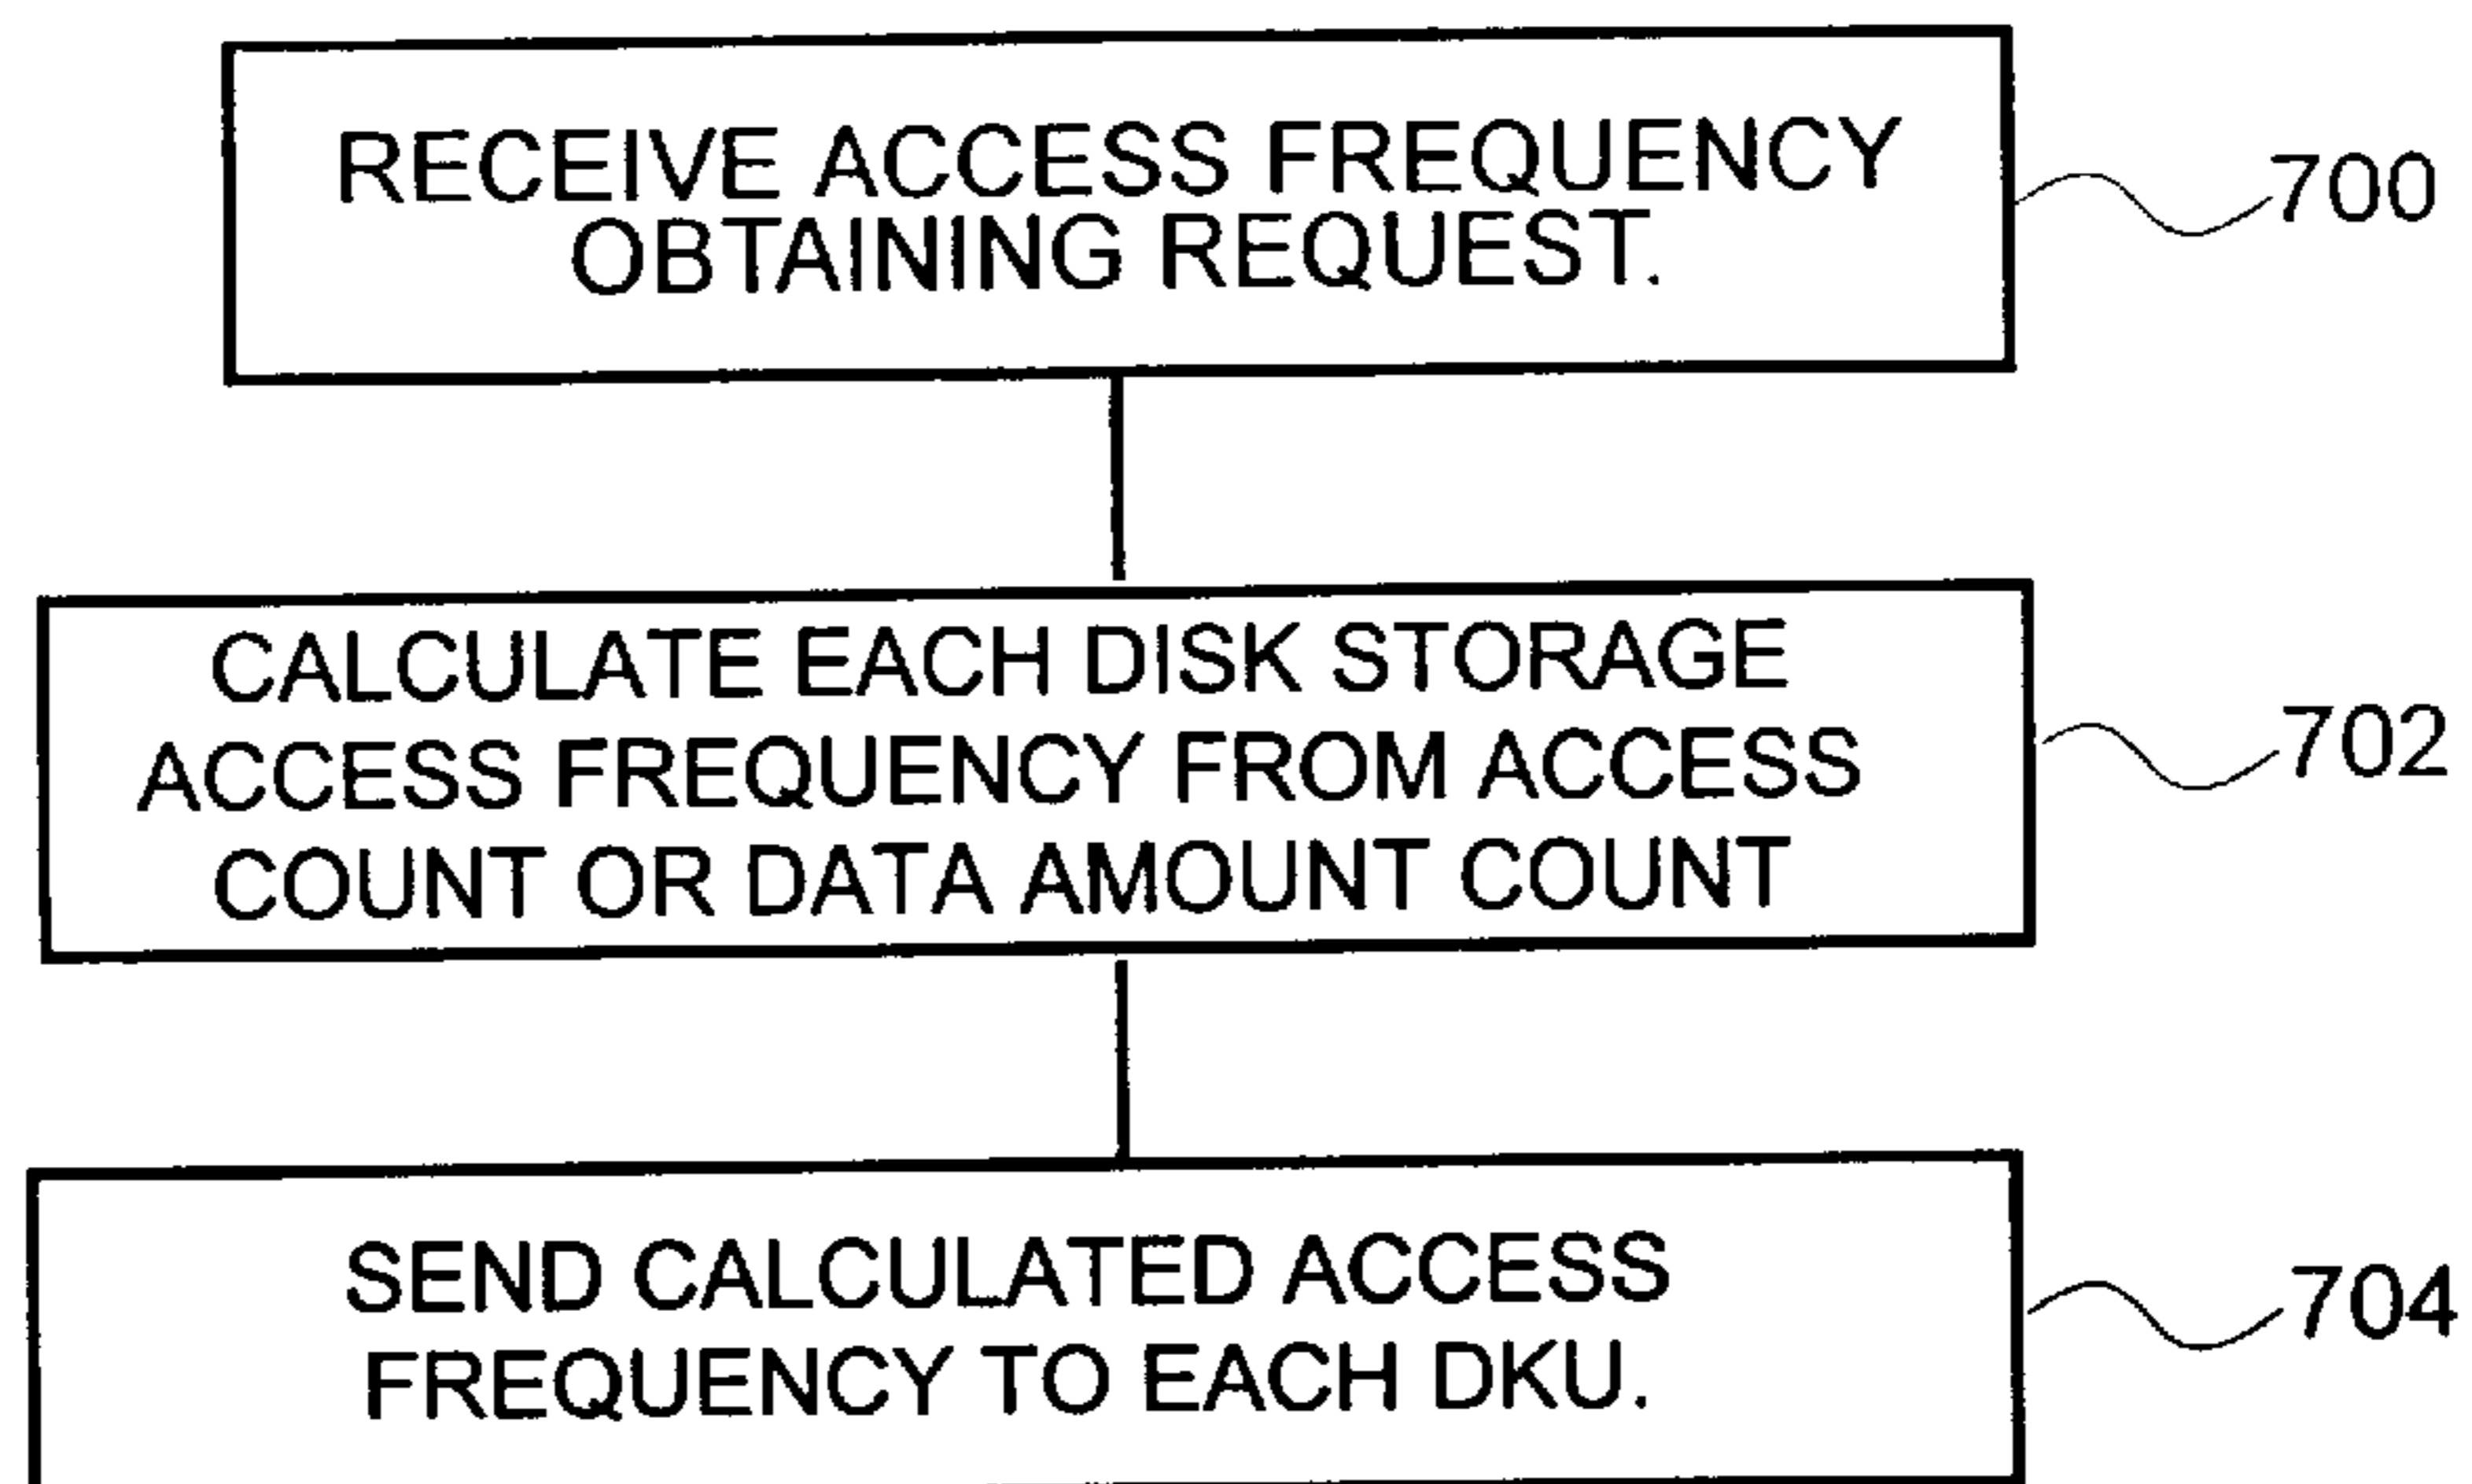 RECEIVE ACCESS FREQUENCY
OBTAINING REQUEST.
700
CALCULATE EACH DISK STORAGE
ACCESS FREQUENCY FROM ACCESS
COUNT OR DATA AMOUNT COUNT
702
SEND CALCULATED ACCESS
FREQUENCY TO EACH DKU.
704